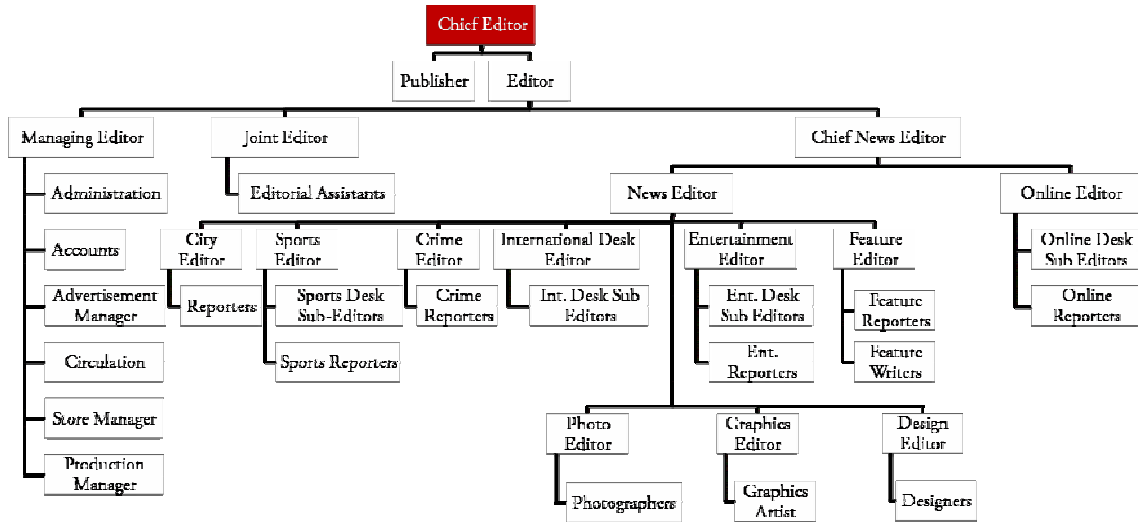 Chief Editor
Publisher
Editor
Managing Editor
Joint Editor
Chief News Editor
Administration
Editorial Assistants
News Editor
Online Editor
Accounts
City
Editor
Sports
Editor
Crime
Editor
International Desk
Editor
Entertainment
Editor
Feature
Editor
Online Desk
Sub Editors
Advertisement
Manager
Reporters
Sports Desk
Sub-Editors
Crime
Reporters
Int. Desk Sub
Editors
Ent. Desk
Sub Editors
Feature
Reporters
Online
Reporters
Circulation
Sports Reporters
Ent.
Reporters
Feature
Writers
Store Manager
Photo
Editor
Graphics
Editor
Design
Editor
Production
Manager
Photographers
Graphics
Artist
Designers